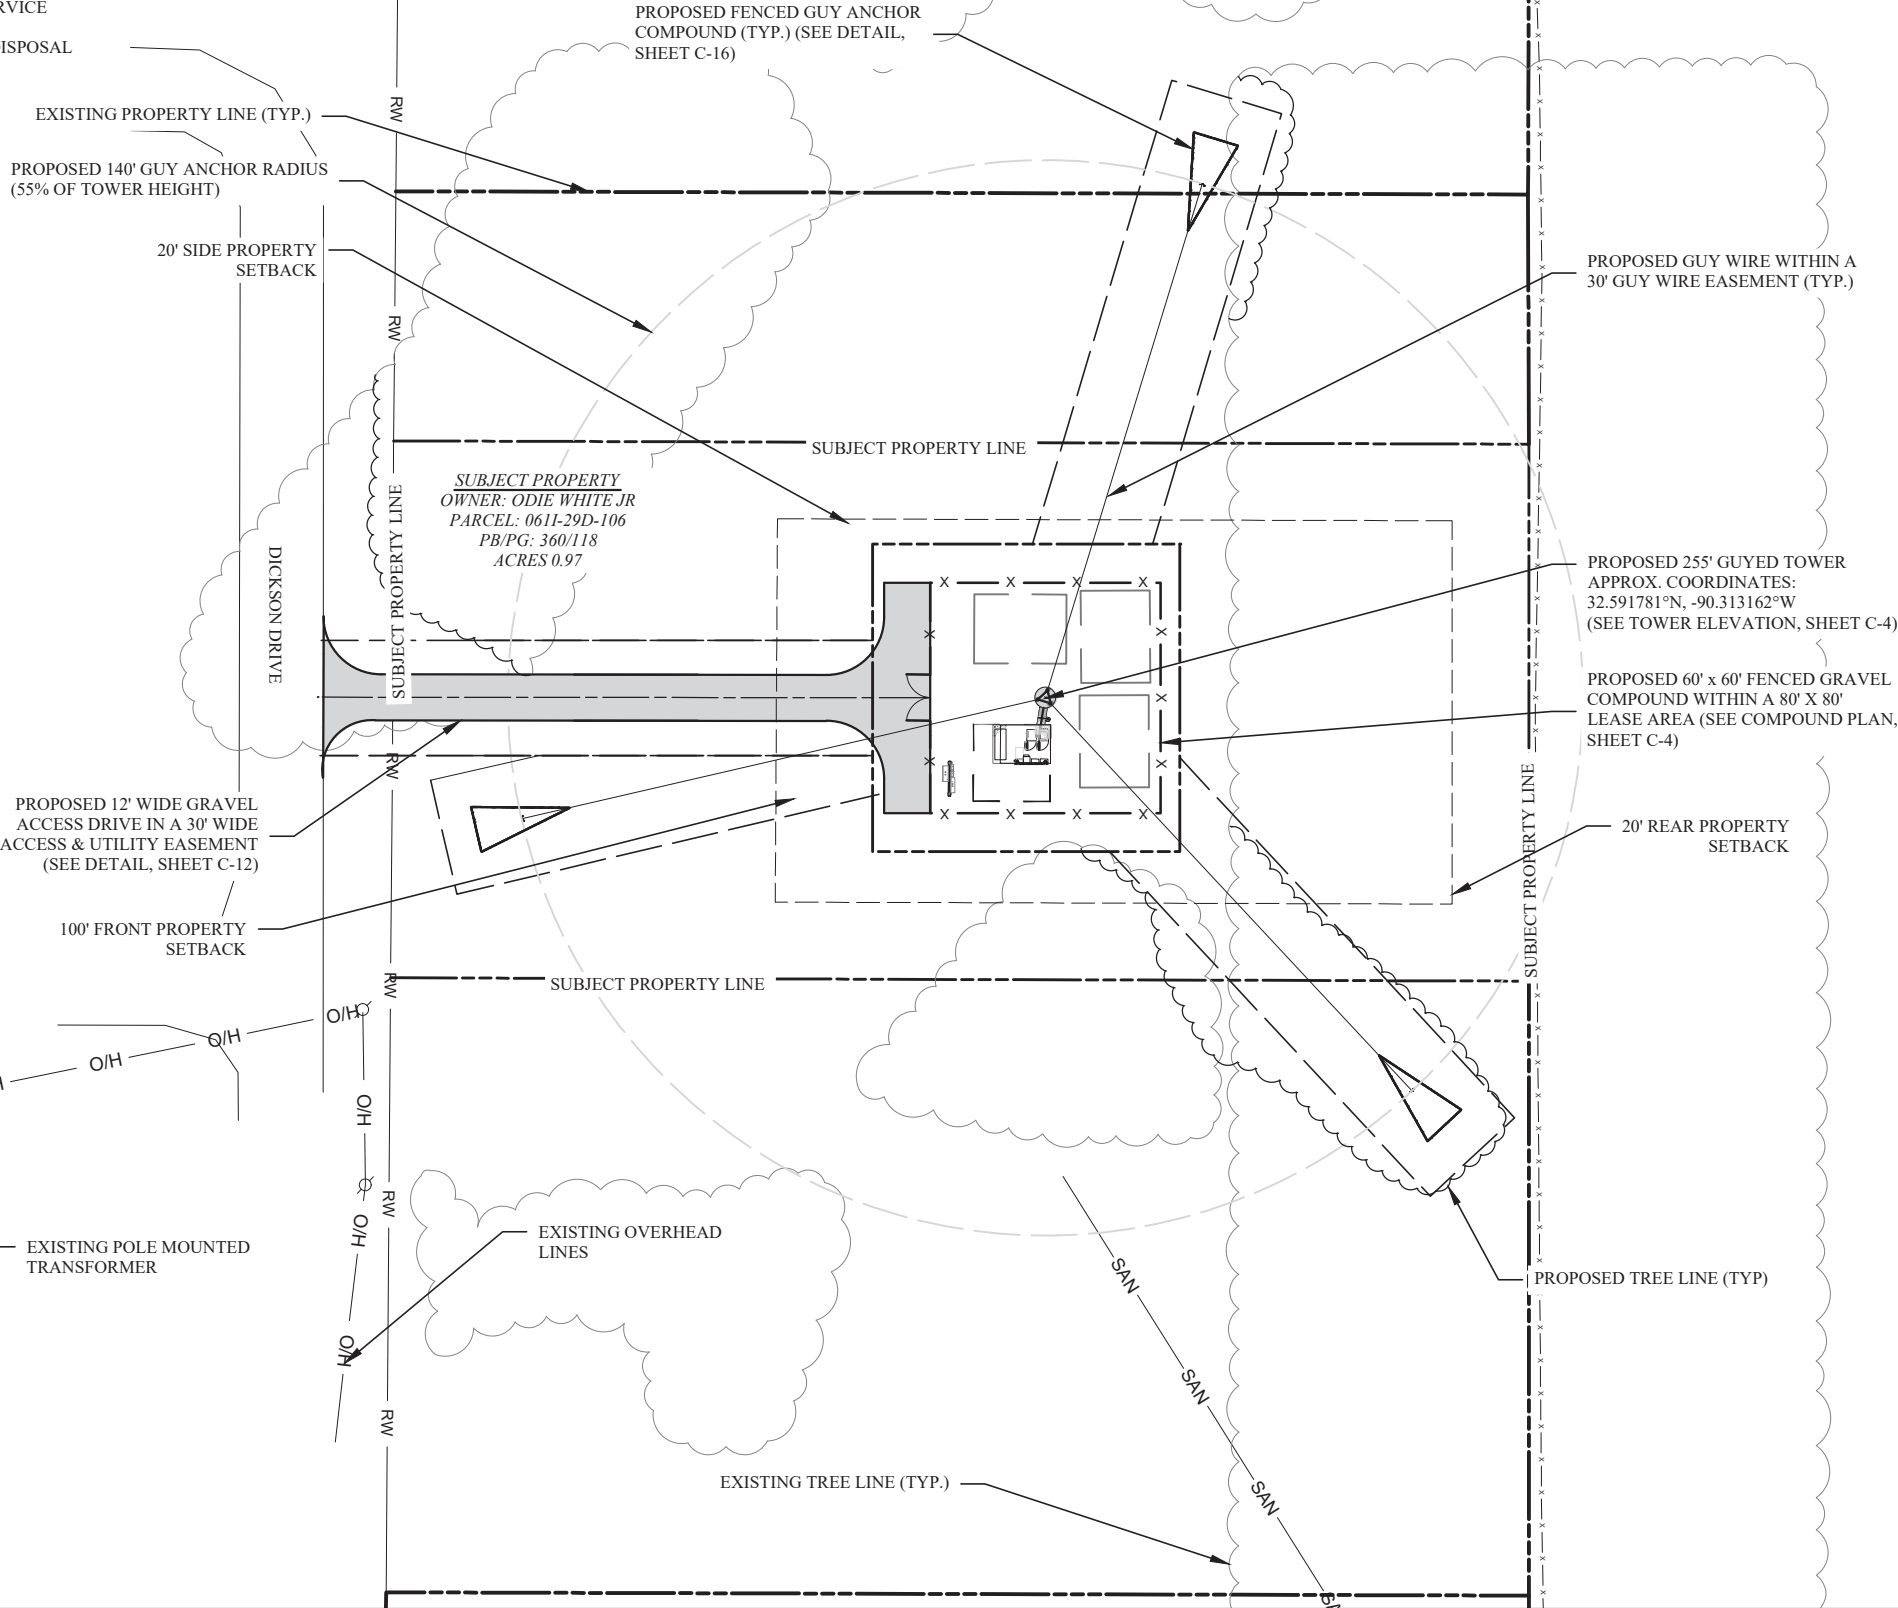 RVICE
ISPOSAL
PROPOSED FENCED GUY ANCHOR
COMPOUND (TYP.) (SEE DETAIL,
SHEET C-16)
EXISTING PROPERTY LINE (TYP.)
PROPOSED 140' GUY ANCHOR RADIUS
(55% OF TOWER HEIGHT)
20' SIDE PROPERTY
SETBACK
RW
RW
PROPOSED GUY WIRE WITHIN A
30' GUY WIRE EASEMENT (TYP.)
SUBJECT PROPERTY LINE
SUBJECT PROPERTY
OWNER: ODIE WHITE JR
PARCEL: 061I-29D-106
PB/PG: 360/118
ACRES 0.97
SUBJECT PROPERTY LINE
DICKSON DRIVE
PROPOSED 255' GUYED TOWER
APPROX. COORDINATES:
32.591781°N, -90.313162°W
(SEE TOWER ELEVATION, SHEET C-4)
PROPOSED 60' x 60' FENCED GRAVEL
COMPOUND WITHIN A 80' X 80'
LEASE AREA (SEE COMPOUND PLAN,
SHEET C-4)
X X X X
X
X
X
X
X
X X X X
RW
PROPOSED 12' WIDE GRAVEL
ACCESS DRIVE IN A 30' WIDE
ACCESS & UTILITY EASEMENT
(SEE DETAIL, SHEET C-12)
20' REAR PROPERTY
SETBACK
SUBJECT PROPERTY LINE
100' FRONT PROPERTY
SETBACK
RW
SUBJECT PROPERTY LINE
O/H
O/H
O/H
O/H
RW
O/H
EXISTING OVERHEAD
LINES
EXISTING POLE MOUNTED
TRANSFORMER
SAN
PROPOSED TREE LINE (TYP)
O/H
SAN
RW
EXISTING TREE LINE (TYP.)
SAN